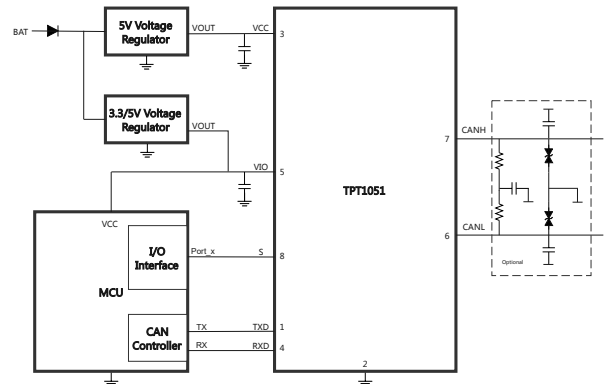 5V Voltage
Regulator
BAT
VOUT
VCC
3
3.3/5V Voltage
Regulator
VOUT
VIO
5
TPT1051
CANH
7
CANL
6
Optional
VCC
I/O
Interface
Port_x
S
8
MCU
CAN
Controller
TX
TXD
1
RX
RXD
4
2